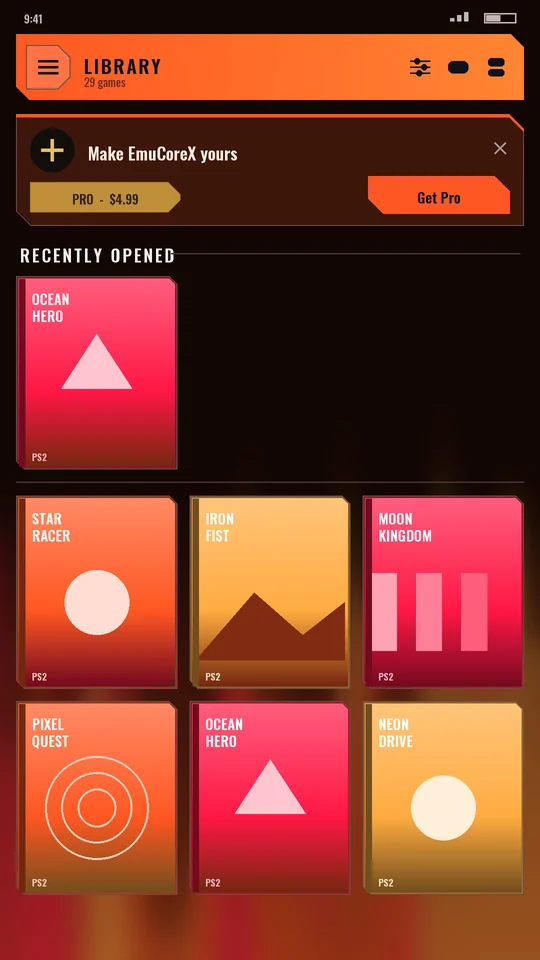 9:41
LIBRARY
29 games
Make EmuCoreX yours
PRO - $4.99
Get Pro
RECENTLY OPENED
OCEAN
HERO
PS2
STAR
RACER
PS2
IRON
FIST
PS2
MOON
KINGDOM
PS2
PIXEL
QUEST
PS2
OCEAN
HERO
PS2
NEON
DRIVE
PS2